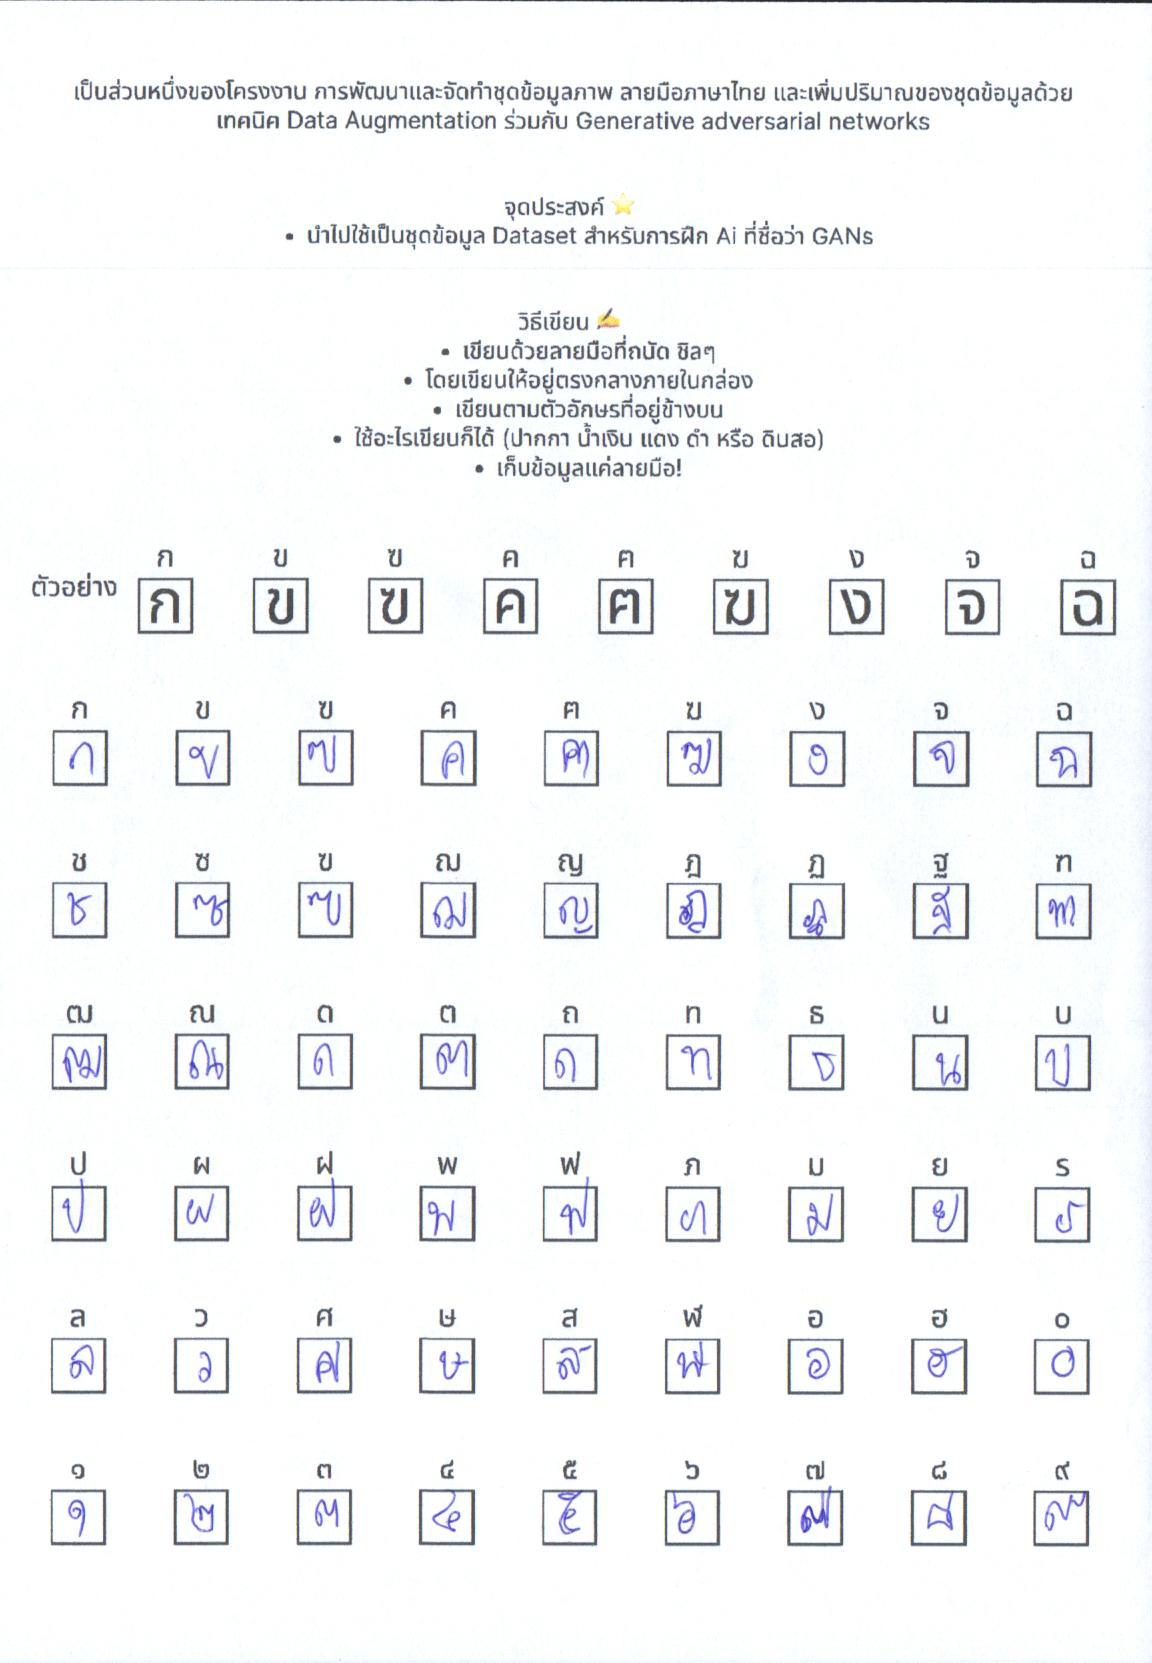 เป็นส่วนหนึ่งของโครงงาน การพัฒนาและจัดทำชุดข้อมูลภาพ ลายมือภาษาไทย และเพิ่มปริมาณของชุดข้อมูลด้วย
เทคนิค Data Augmentation ร่วมกับ Generative adversarial networks
จุดประสงค์ ⭐
• นำไปใช้เป็นชุดข้อมูล Dataset สำหรับการฝึก Ai ที่ชื่อว่า GANs
วิธีเขียน ✍️
• เขียนด้วยลายมือที่ถนัด ชิลๆ
• โดยเขียนให้อยู่ตรงกลางภายในกล่อง
• เขียนตามตัวอักษรที่อยู่ข้างบน
• ใช้อะไรเขียนก็ได้ (ปากกา น้ำเงิน แดง ดำ หรือ ดินสอ)
• เก็บข้อมูลแค่ลายมือ!
ก ข ฃ ค ฅ ฆ ง จ ฉ
ตัวอย่าง ก ข ฃ ค ฅ ฆ ง จ ฉ
ก ข ฃ ค ฅ ฆ ง จ ฉ
ก ข ฃ ค ฅ ฆ ง จ ฉ
ช ซ ฃ ฌ ญ ฎ ฏ ฐ ฑ
ช ซ ฃ ฌ ญ ฎ ฏ ฐ ฑ
ฒ ณ ด ต ถ ท ธ น บ
ฒ ณ ด ต ถ ท ธ น บ
ป ผ ฝ พ ฟ ภ ม ย ร
ป ผ ฝ พ ฟ ภ ม ย ร
ล ว ศ ษ ส ฬ อ ฮ ๐
ล ว ศ ษ ส ฬ อ ฮ ๐
๑ ๒ ๓ ๔ ๕ ๖ ๗ ๘ ๙
๑ ๒ ๓ ๔ ๕ ๖ ๗ ๘ ๙